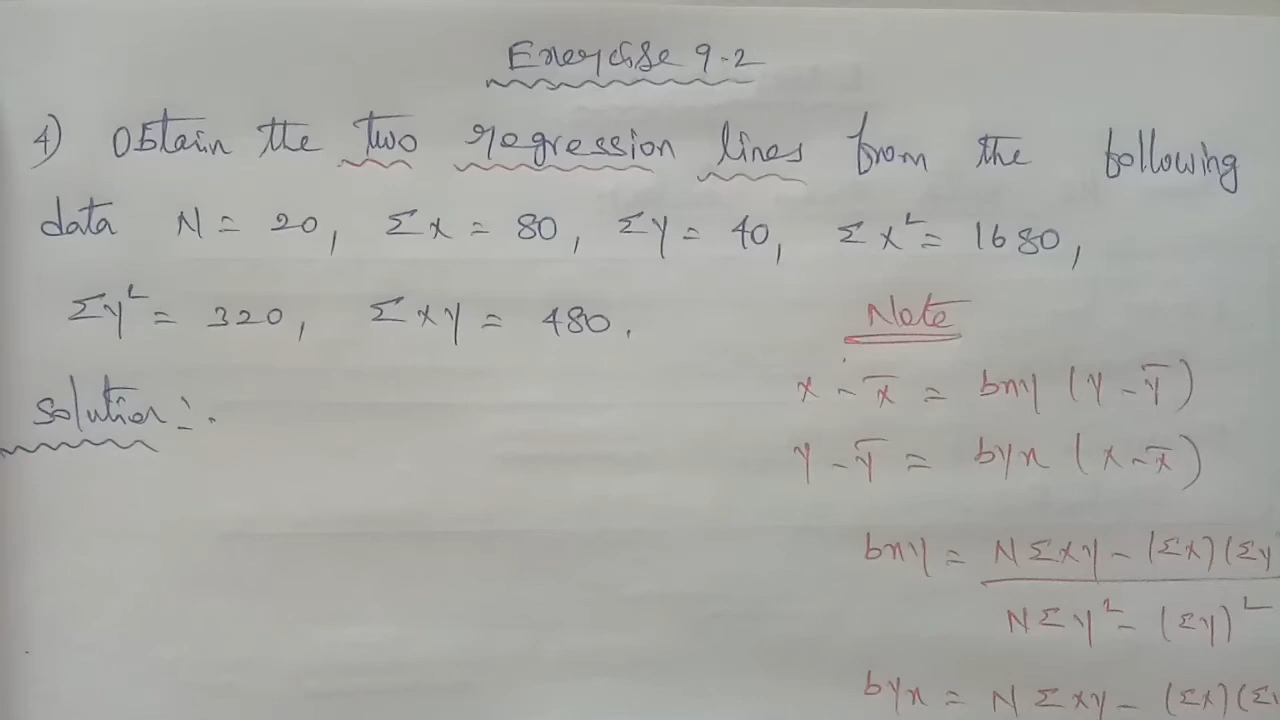 Exercise 9-2
4) Obtain the two regression lines from the following
data N = 20, ΣX = 80, ΣY = 40, ΣX² = 1680,
ΣY² = 320, ΣXY = 480.
Solution:-
Note
X - X̄ = bxy (Y - Ȳ)
Y - Ȳ = byx (X - X̄)
bxy = NΣXY - (ΣX)(ΣY
NΣY² - (ΣY)²
byx = NΣXY - (ΣX)(Σ